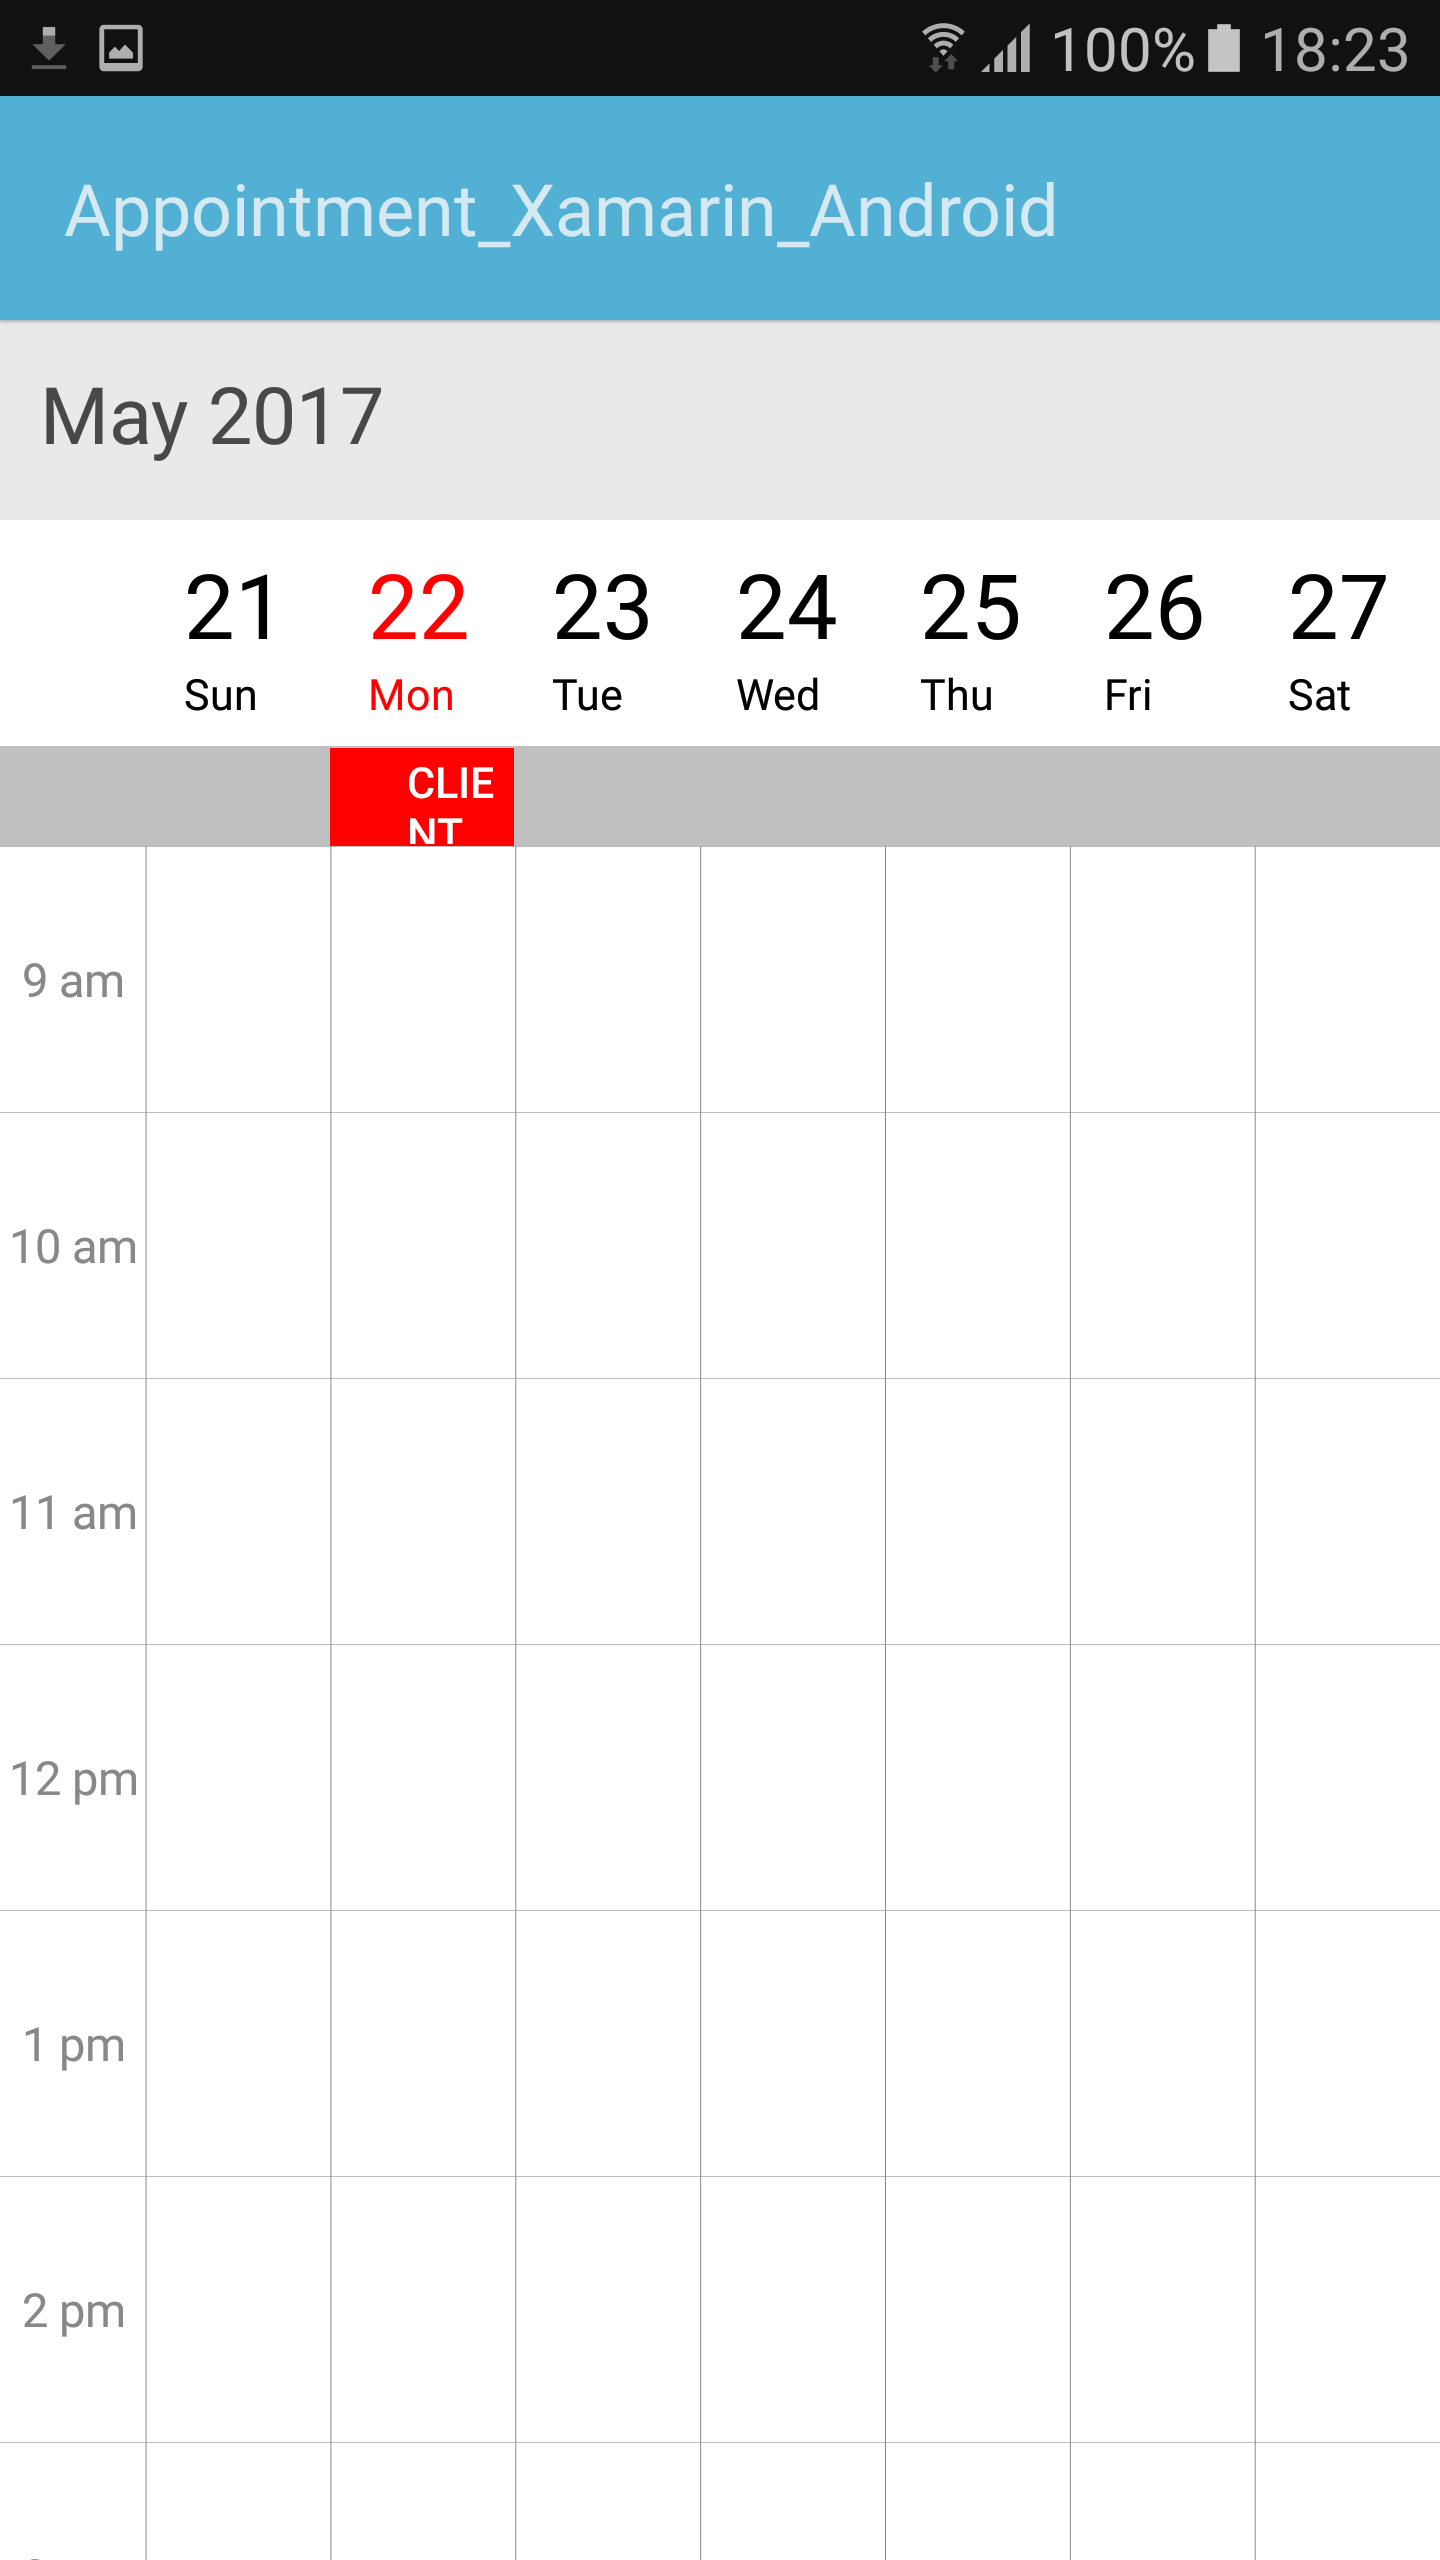 100% 18:23
Appointment_Xamarin_Android
May 2017
21 22 23 24 25 26 27
Sun Mon Tue Wed Thu Fri Sat
CLIE
NT
9 am
10 am
11 am
12 pm
1 pm
2 pm